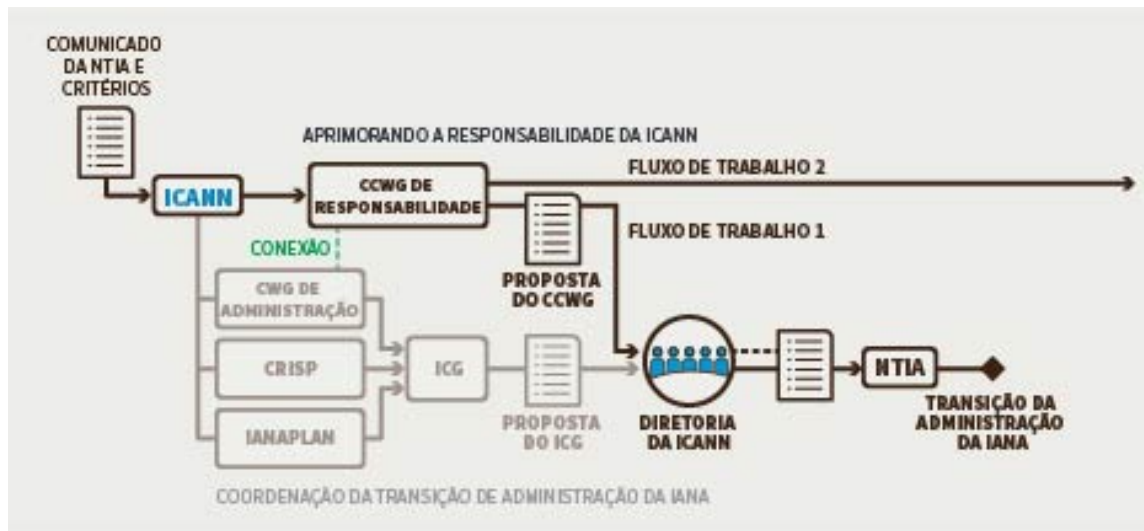 COMUNICADO
DA NTIA E
CRITÉRIOS
APRIMORANDO A RESPONSABILIDADE DA ICANN
ICANN
CCWG DE
RESPONSABILIDADE
FLUXO DE TRABALHO 2
FLUXO DE TRABALHO 1
CONEXÃO
PROPOSTA
DO CCWG
CWG DE
ADMINISTRAÇÃO
CRISP
IANAPLAN
ICG
PROPOSTA
DO ICG
DIRETORIA
DA ICANN
NTIA
TRANSIÇÃO DA
ADMINISTRAÇÃO
DA IANA
COORDENAÇÃO DA TRANSIÇÃO DE ADMINISTRAÇÃO DA IANA